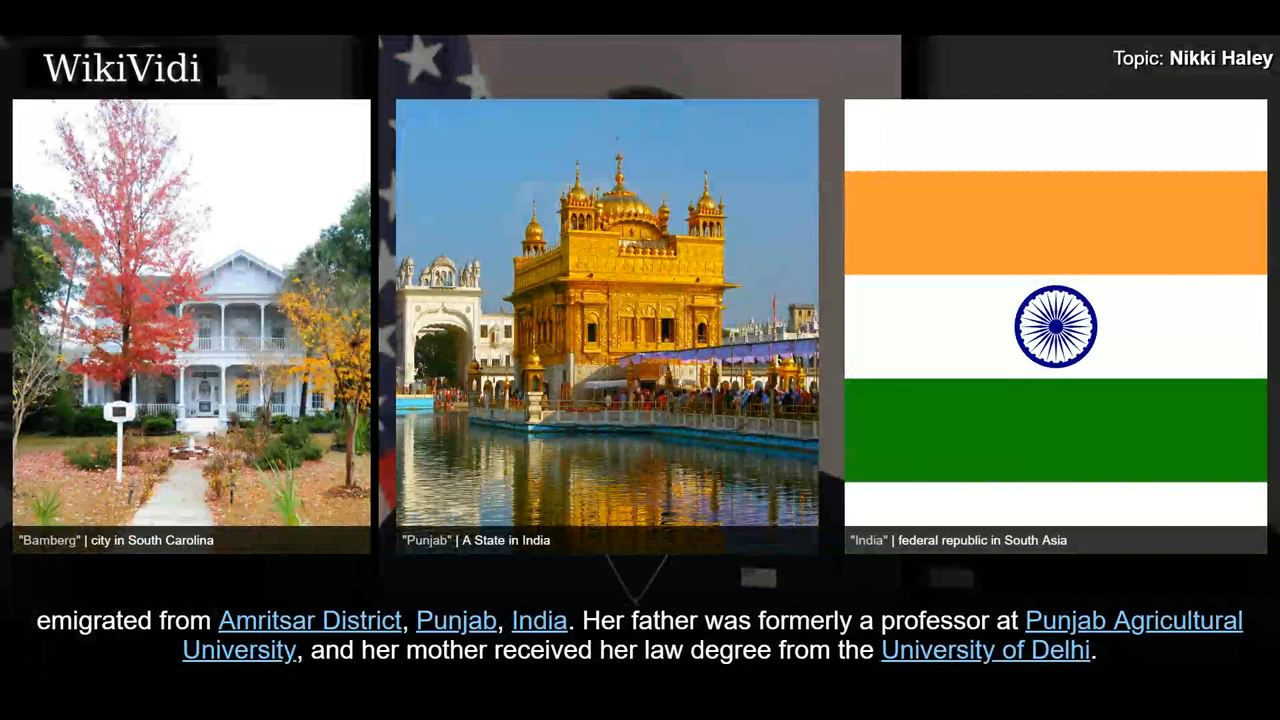 WikiVidi
Topic: Nikki Haley
"Bamberg" | city in South Carolina
"Punjab" | A State in India
"India" | federal republic in South Asia
emigrated from Amritsar District, Punjab, India. Her father was formerly a professor at Punjab Agricultural
University, and her mother received her law degree from the University of Delhi.